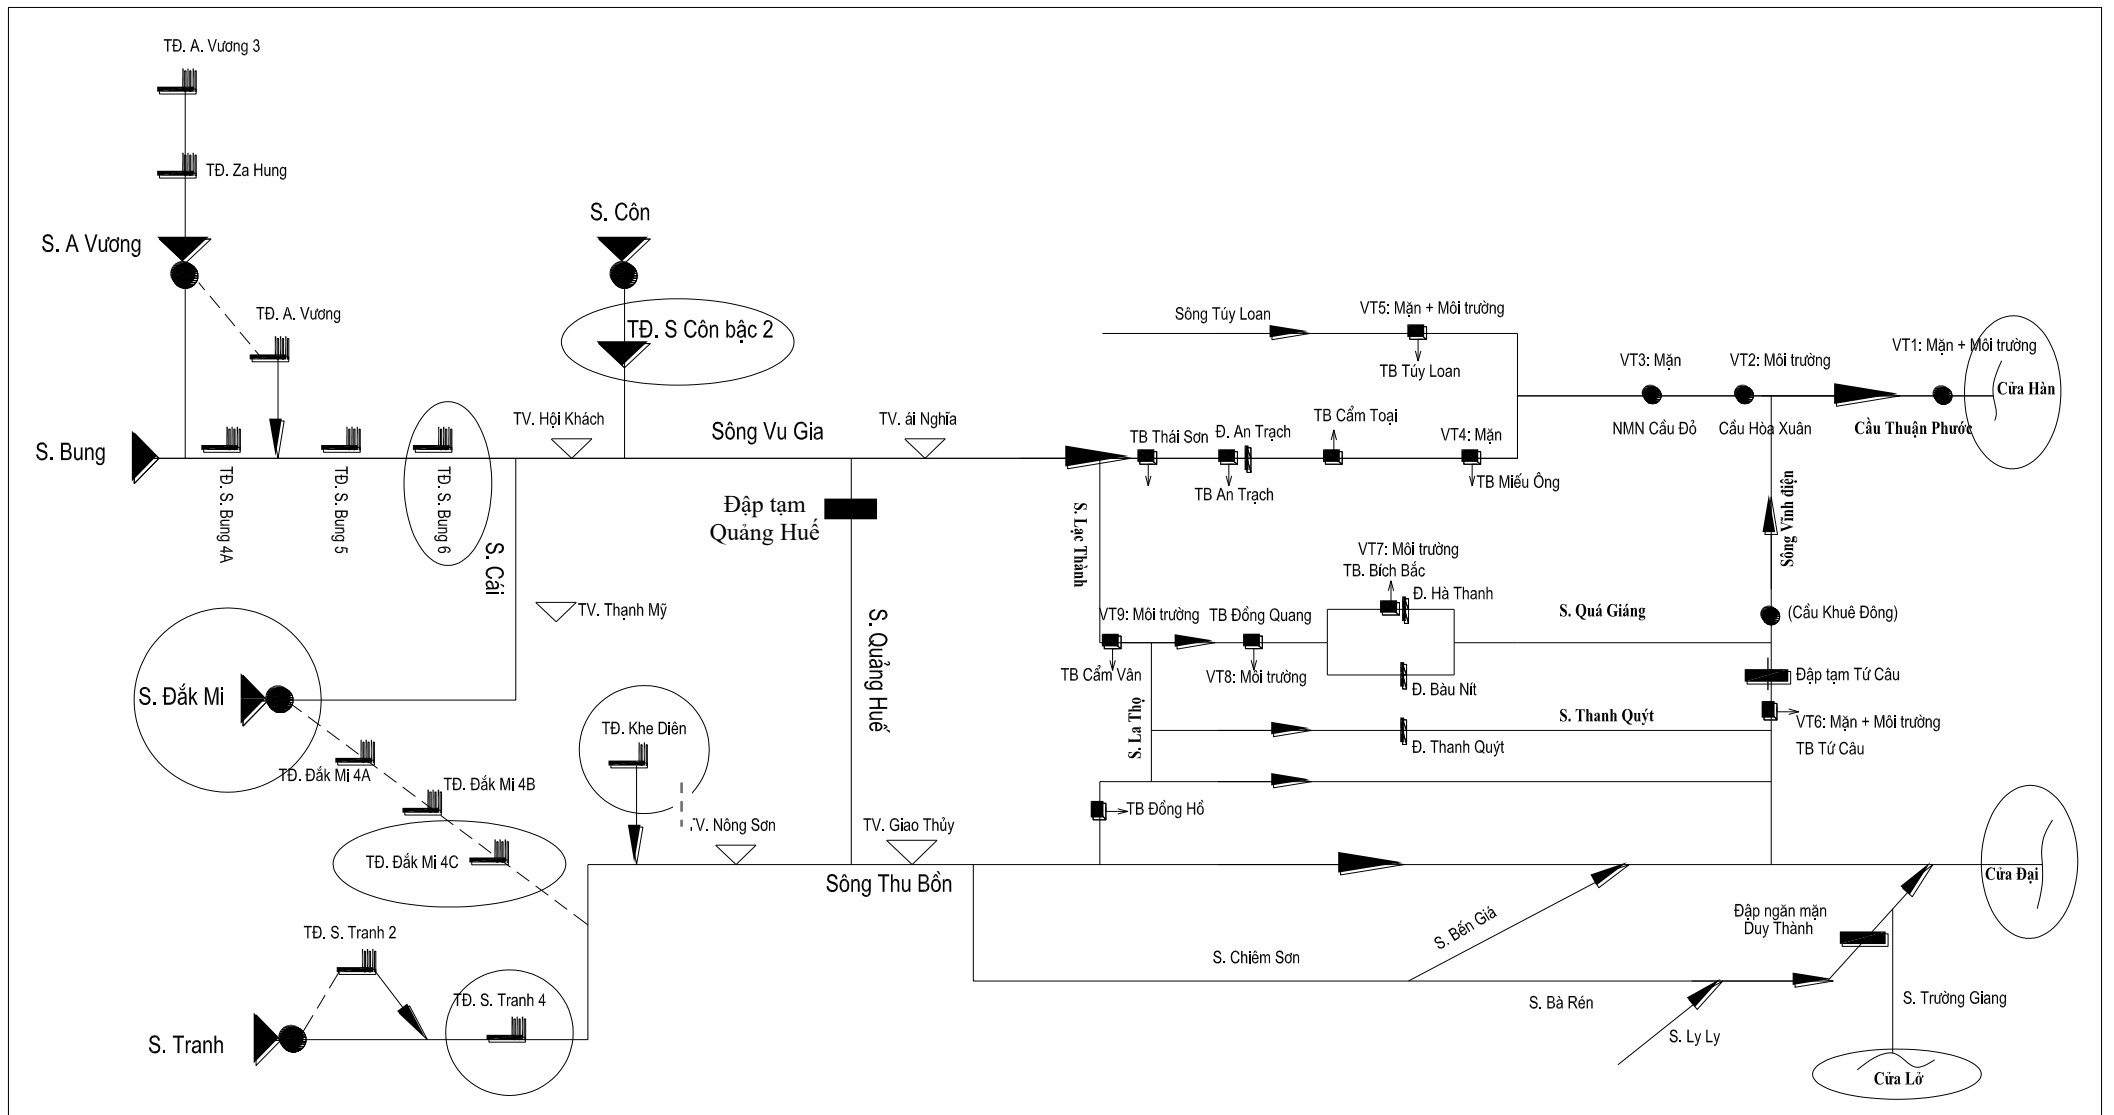 TĐ. A. Vương 3
TĐ. Za Hung
S. Côn
S. A Vương
TĐ. A. Vương
TĐ. S Côn bậc 2
Sông Túy Loan
VT5: Mặn + Môi trường
TB Túy Loan
VT3: Mặn
VT2: Môi trường
VT1: Mặn + Môi trường
Cửa Hàn
NMN Cầu Đỏ
Cầu Hòa Xuân
Cầu Thuận Phước
S. Bung
TV. Hội Khách
Sông Vu Gia
TV. ái Nghĩa
TB Thái Sơn
Đ. An Trạch
TB Cẩm Toại
VT4: Mặn
TB An Trạch
TB Miếu Ông
TĐ. S. Bung 4A
TĐ. S. Bung 5
TĐ. S. Bung 6
S. Cái
Đập tạm
Quảng Huế
S. Lạc Thành
Sông Vĩnh điện
VT7: Môi trường
TB. Bích Bắc
Đ. Hà Thanh
TV. Thạnh Mỹ
S. Quảng Huế
VT9: Môi trường
TB Đồng Quang
S. Quá Giáng
(Cầu Khuê Đông)
TB Cẩm Vân
VT8: Môi trường
Đ. Bàu Nít
Đập tạm Tứ Câu
S. Đắk Mi
S. La Thọ
S. Thanh Quýt
Đ. Thanh Quýt
VT6: Mặn + Môi trường
TB Tứ Câu
TĐ. Khe Diên
TĐ. Đắk Mi 4A
TĐ. Đắk Mi 4B
TB Đồng Hồ
TV. Nông Sơn
TV. Giao Thủy
TĐ. Đắk Mi 4C
Sông Thu Bồn
Cửa Đại
Đập ngăn mặn
Duy Thành
S. Bến Giá
TĐ. S. Tranh 2
S. Chiêm Sơn
TĐ. S. Tranh 4
S. Bà Rén
S. Trường Giang
S. Tranh
S. Ly Ly
Cửa Lở